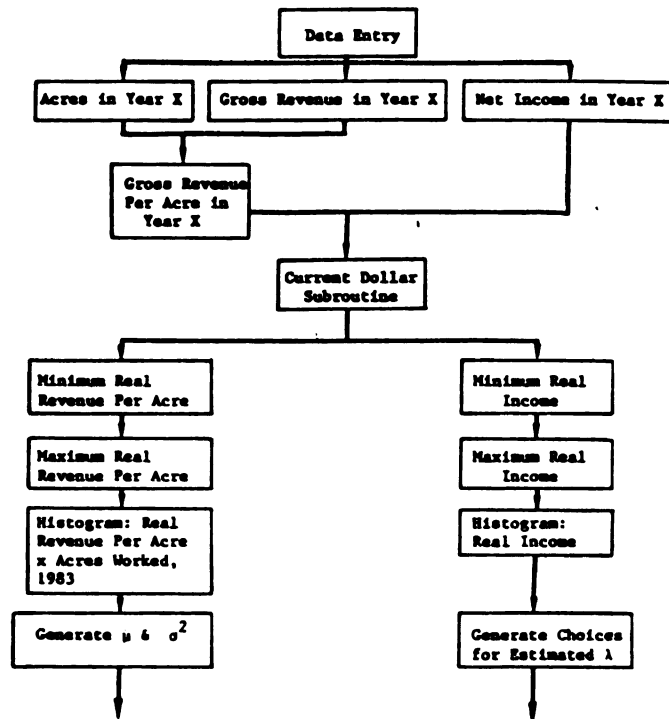 Data Entry
Acres in Year X
Gross Revenue in Year X
Net Income in Year X
Gross Revenue
Per Acre in
Year X
Current Dollar
Subroutine
Minimum Real
Revenue Per Acre
Maximum Real
Revenue Per Acre
Histogram: Real
Revenue Per Acre
x Acres Worked,
1983
Generate μ & σ²
Minimum Real
Income
Maximum Real
Income
Histogram:
Real Income
Generate Choices
for Estimated λ